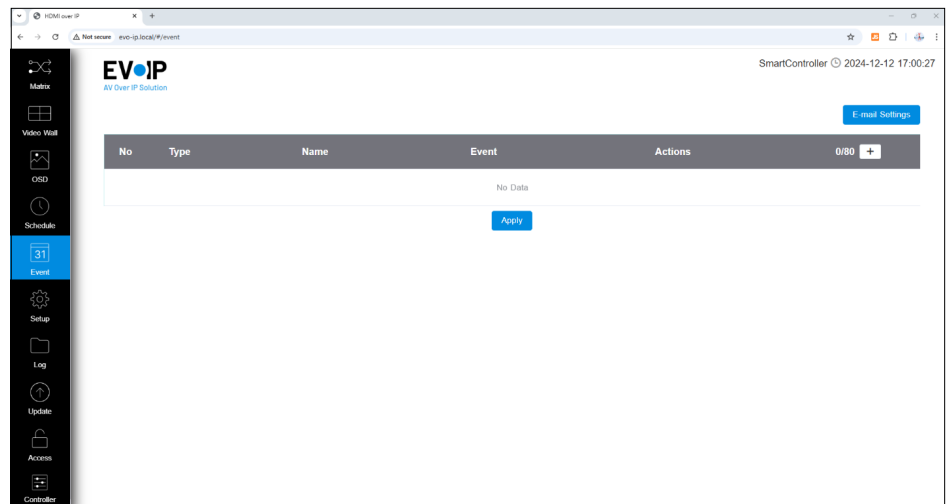 HDMI over IP
Not secure evo-ip.local/#/event
EVOIP
AV Over IP Solution
SmartController 2024-12-12 17:00:27
E-mail Settings
Matrix
Video Wall
OSD
Schedule
31
Event
Setup
Log
Update
Access
Controller
No Type Name Event Actions 0/80 +
No Data
Apply